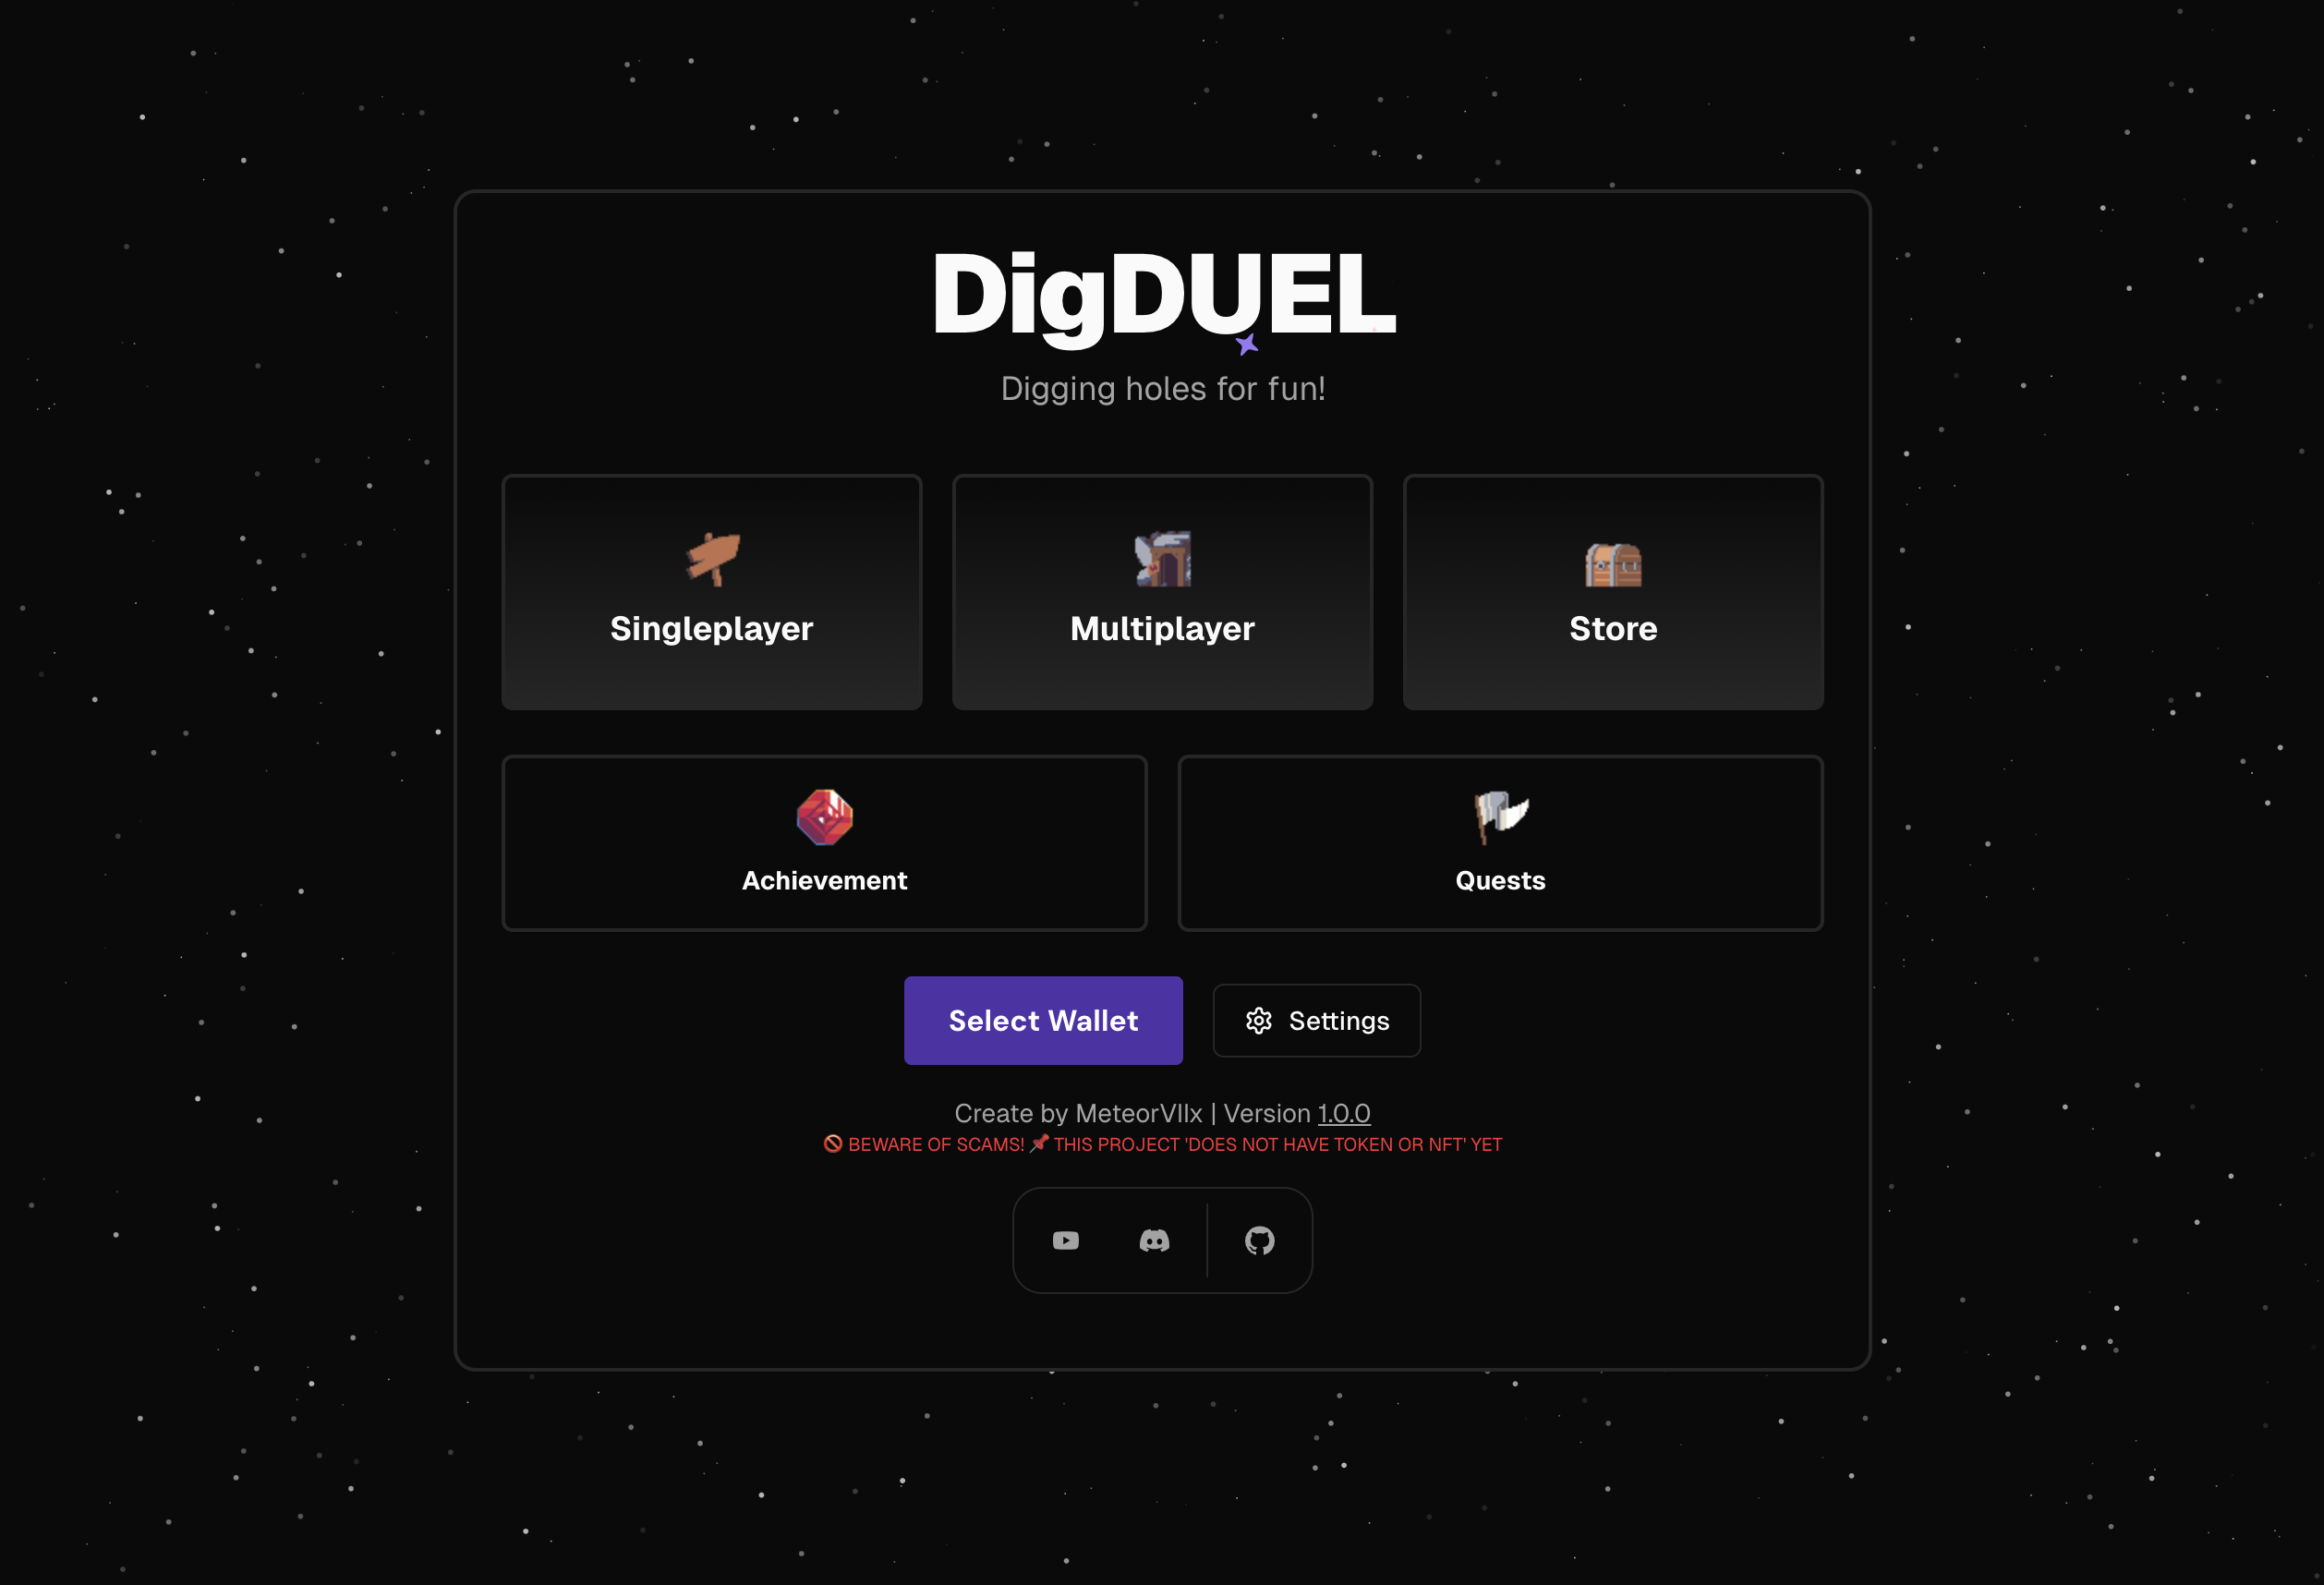 DigDUEL
Digging holes for fun!
Singleplayer
Multiplayer
Store
Achievement
Quests
Select Wallet
Settings
Create by MeteorVIIx | Version 1.0.0
🚫 BEWARE OF SCAMS! 📌 THIS PROJECT 'DOES NOT HAVE TOKEN OR NFT' YET